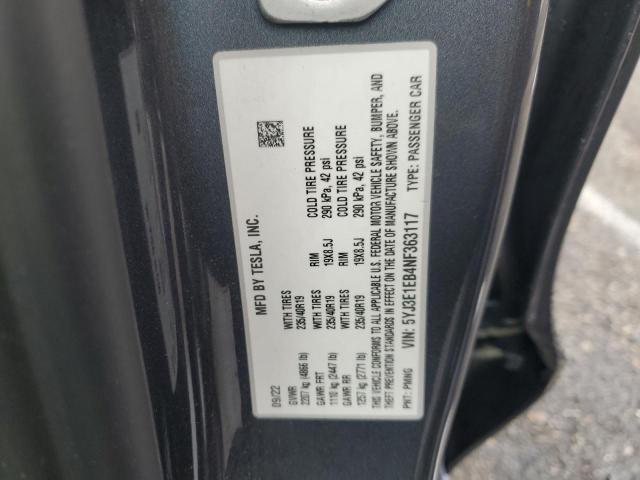 MFD BY TESLA, INC.
09/22
GVWR WITH TIRES RIM COLD TIRE PRESSURE
2207 kg (4866 lb) 235/40R19 19X8.5J 290 kPa, 42 psi
GAWR FRT WITH TIRES RIM COLD TIRE PRESSURE
1110 kg (2447 lb) 235/40R19 19X8.5J 290 kPa, 42 psi
GAWR RR
1257 kg (2771 lb) 235/40R19
THIS VEHICLE CONFORMS TO ALL APPLICABLE U.S. FEDERAL MOTOR VEHICLE SAFETY, BUMPER, AND
THEFT PREVENTION STANDARDS IN EFFECT ON THE DATE OF MANUFACTURE SHOWN ABOVE.
VIN: 5YJ3E1EB4NF363117
PWT: PMNG TYPE: PASSENGER CAR